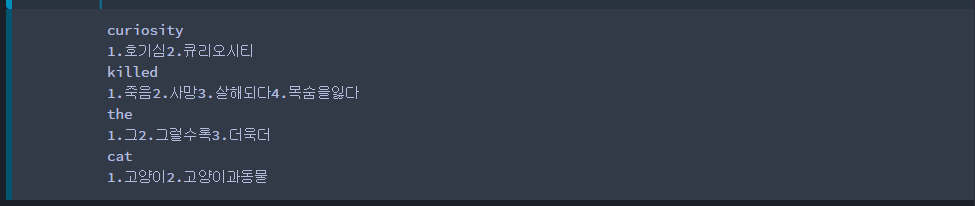 curiosity
1.호기심2.큐리오시티
killed
1.죽음2.사망3.살해되다4.목숨을잃다
the
1.그2.그럴수록3.더욱더
cat
1.고양이2.고양이과동물